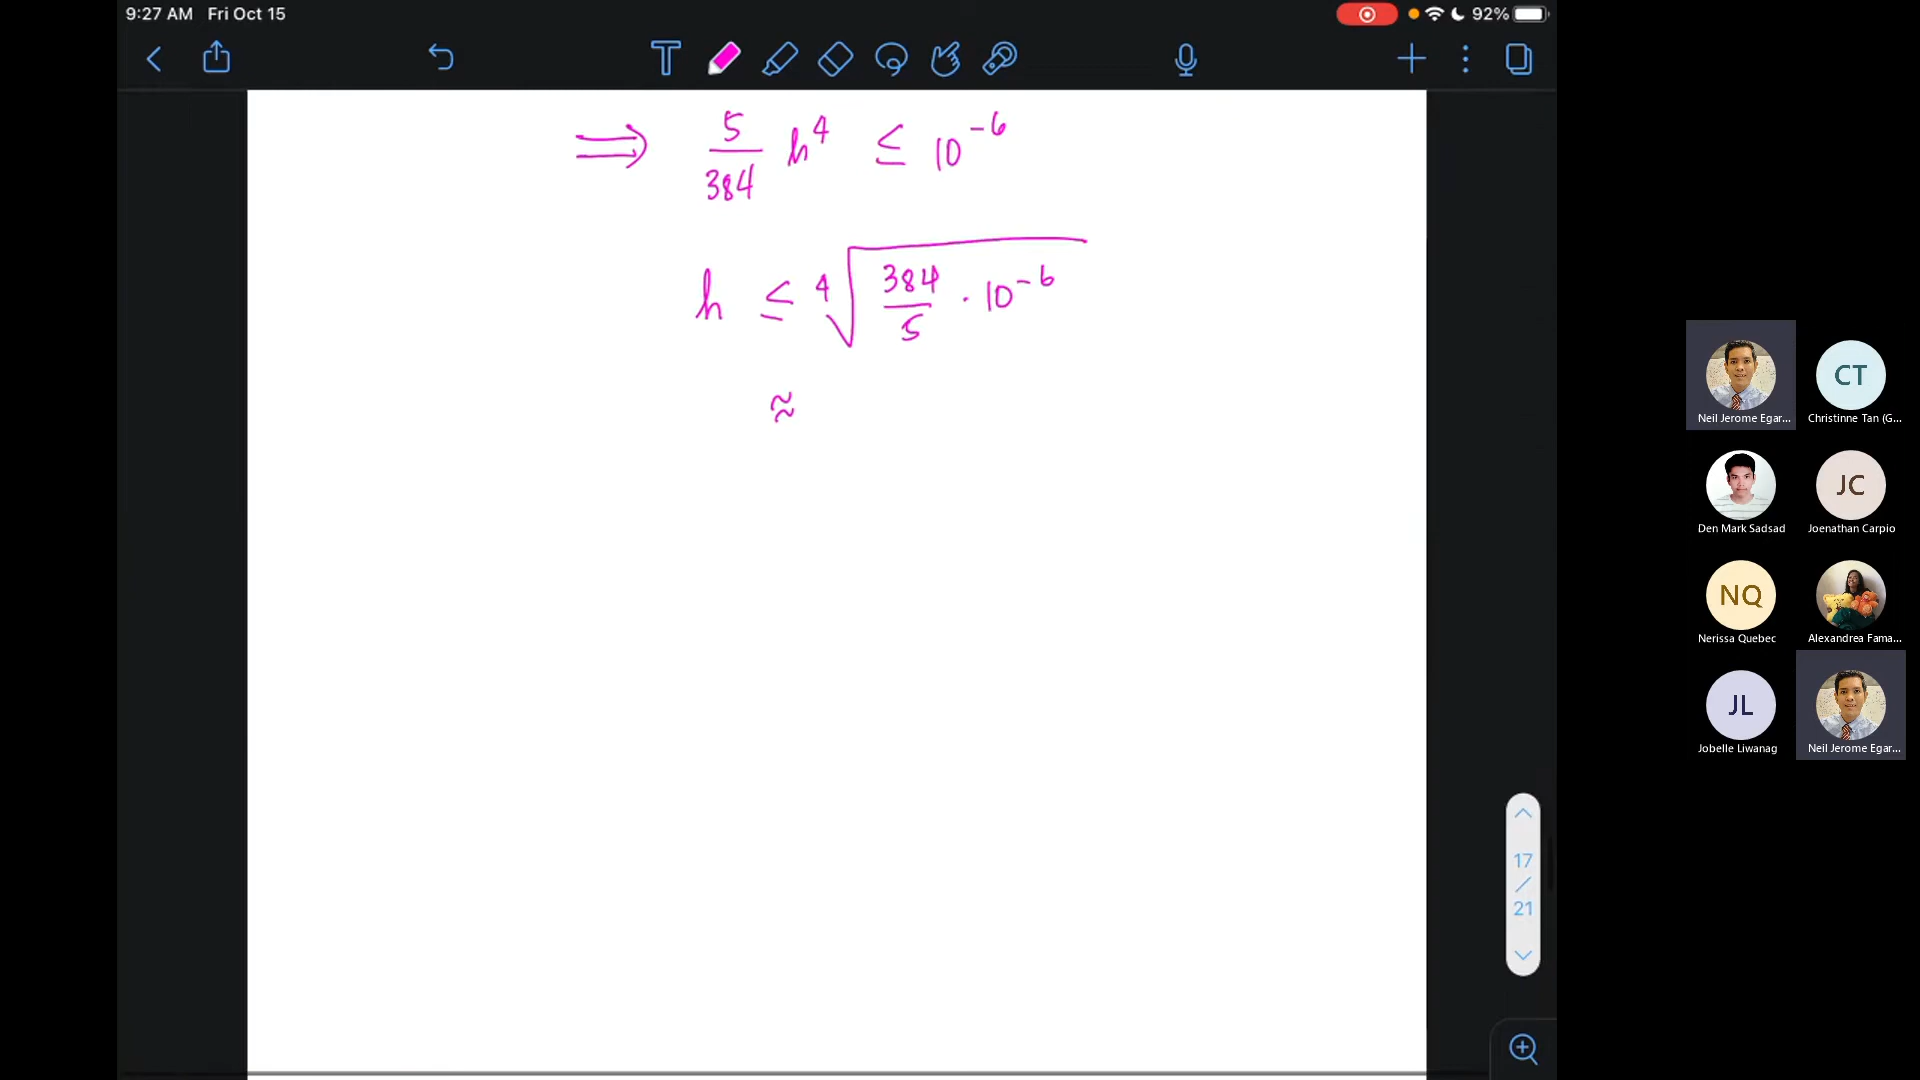 9:27 AM Fri Oct 15
92%
⟹ 5/384 h⁴ ≤ 10⁻⁶
h ≤ ⁴√(384/5 · 10⁻⁶)
≈
Neil Jerome Egar...
CT
Christinne Tan (G...
Den Mark Sadsad
JC
Joenathan Carpio
NQ
Nerissa Quebec
Alexandrea Fama...
JL
Jobelle Liwanag
Neil Jerome Egar...
17
/
21